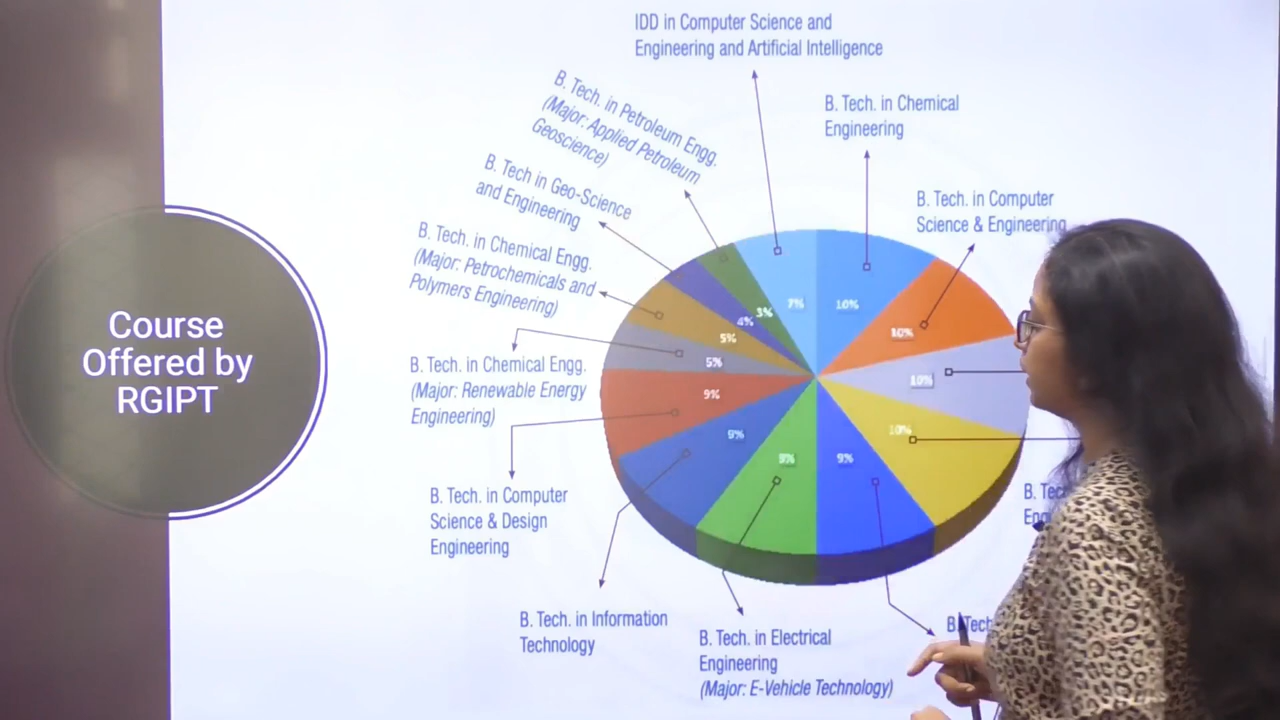 Course
Offered by
RGIPT
IDD in Computer Science and
Engineering and Artificial Intelligence
B. Tech. in Chemical
Engineering
B. Tech. in Computer
Science & Engineering
B. Tech. in Petroleum Engg.
(Major: Applied Petroleum
Geoscience)
B. Tech in Geo-Science
and Engineering
B. Tech. in Chemical Engg.
(Major: Petrochemicals and
Polymers Engineering)
B. Tech. in Chemical Engg.
(Major: Renewable Energy
Engineering)
B. Tech. in Computer
Science & Design
Engineering
B. Tech. in Information
Technology
B. Tech. in Electrical
Engineering
(Major: E-Vehicle Technology)
B. Tech
B.
7%
10%
10%
10%
10%
9%
9%
9%
9%
5%
5%
4%
3%